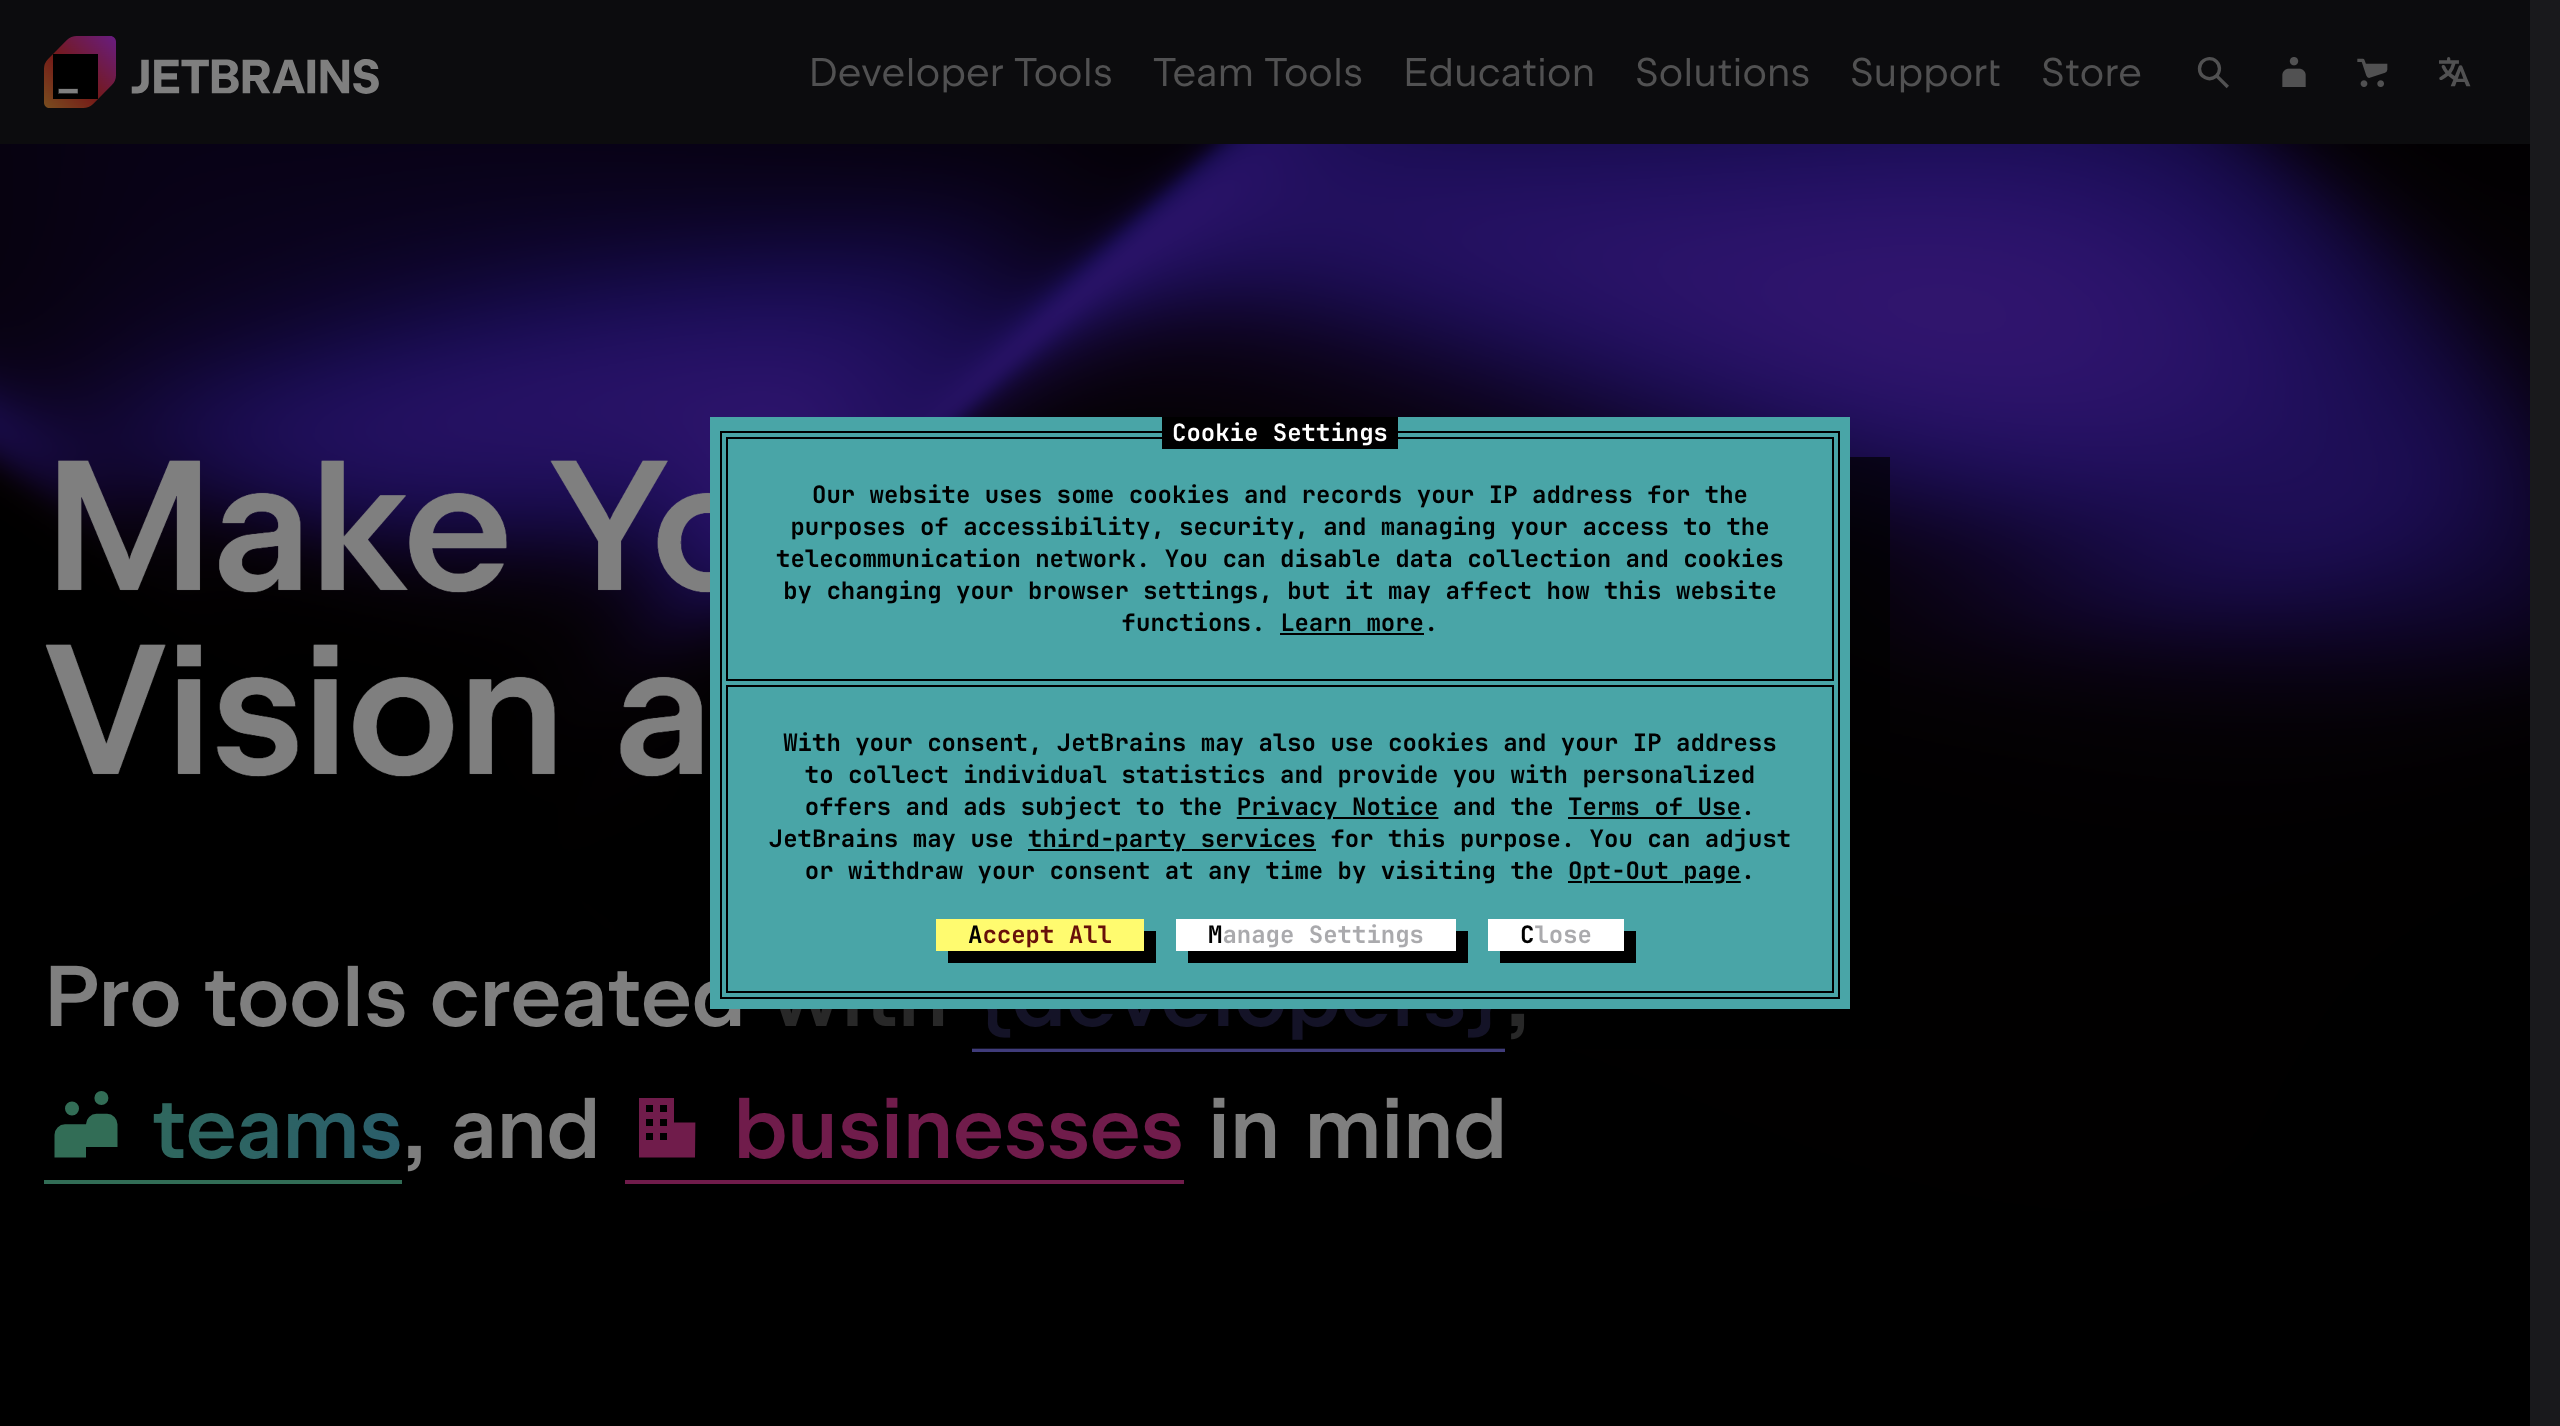 JETBRAINS
Developer Tools Team Tools Education Solutions Support Store
Cookie Settings
Our website uses some cookies and records your IP address for the
purposes of accessibility, security, and managing your access to the
telecommunication network. You can disable data collection and cookies
by changing your browser settings, but it may affect how this website
functions. Learn more.
With your consent, JetBrains may also use cookies and your IP address
to collect individual statistics and provide you with personalized
offers and ads subject to the Privacy Notice and the Terms of Use.
JetBrains may use third-party services for this purpose. You can adjust
or withdraw your consent at any time by visiting the Opt-Out page.
Accept All Manage Settings Close
Make Yo
Vision a
Pro tools created with {developers},
teams, and businesses in mind